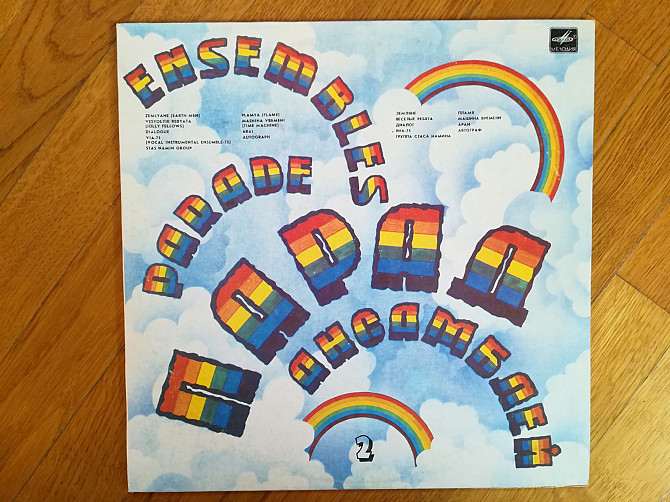 ENSEMBLES
PARADE
ZEMLYANE (EARTH-MEN)
VESYOLYIE REBYATA
(JOLLY FELLOWS)
DIALOGUE
VIA-75
(VOCAL INSTRUMENTAL ENSEMBLE-75)
STAS NAMIN GROUP
PLAMYA (FLAME)
MASHINA VREMENI
(TIME MACHINE)
ARAI
AUTOGRAPH
ЗЕМЛЯНЕ
ВЕСЕЛЫЕ РЕБЯТА
ДИАЛОГ
ВИА-75
ГРУППА СТАСА НАМИНА
ПЛАМЯ
МАШИНА ВРЕМЕНИ
АРАИ
АВТОГРАФ
МЕЛОДИЯ
ПАРАД
АНСАМБЛЕЙ
2